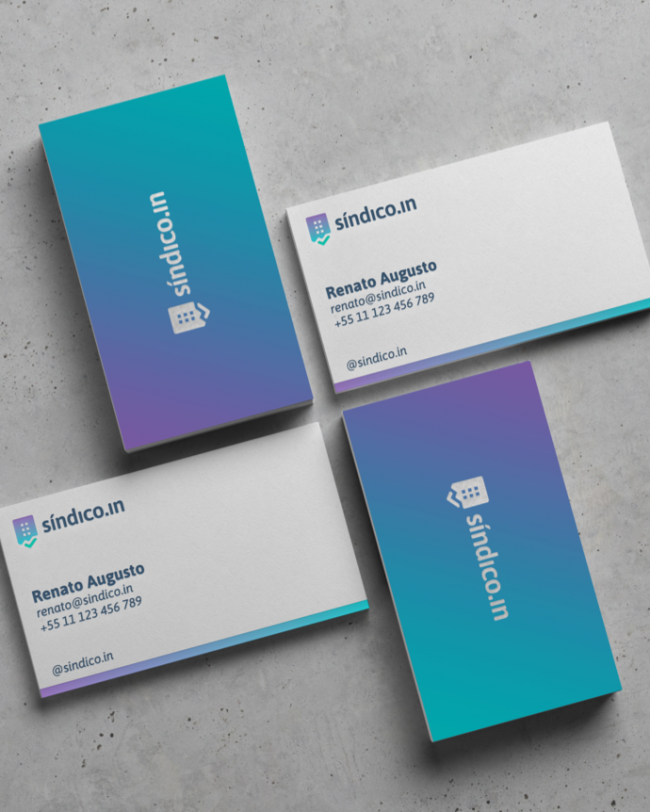 síndico.in
síndico.in
Renato Augusto
renato@sindico.in
+55 11 123 456 789
@sindico.in
síndico.in
Renato Augusto
renato@sindico.in
+55 11 123 456 789
@sindico.in
síndico.in